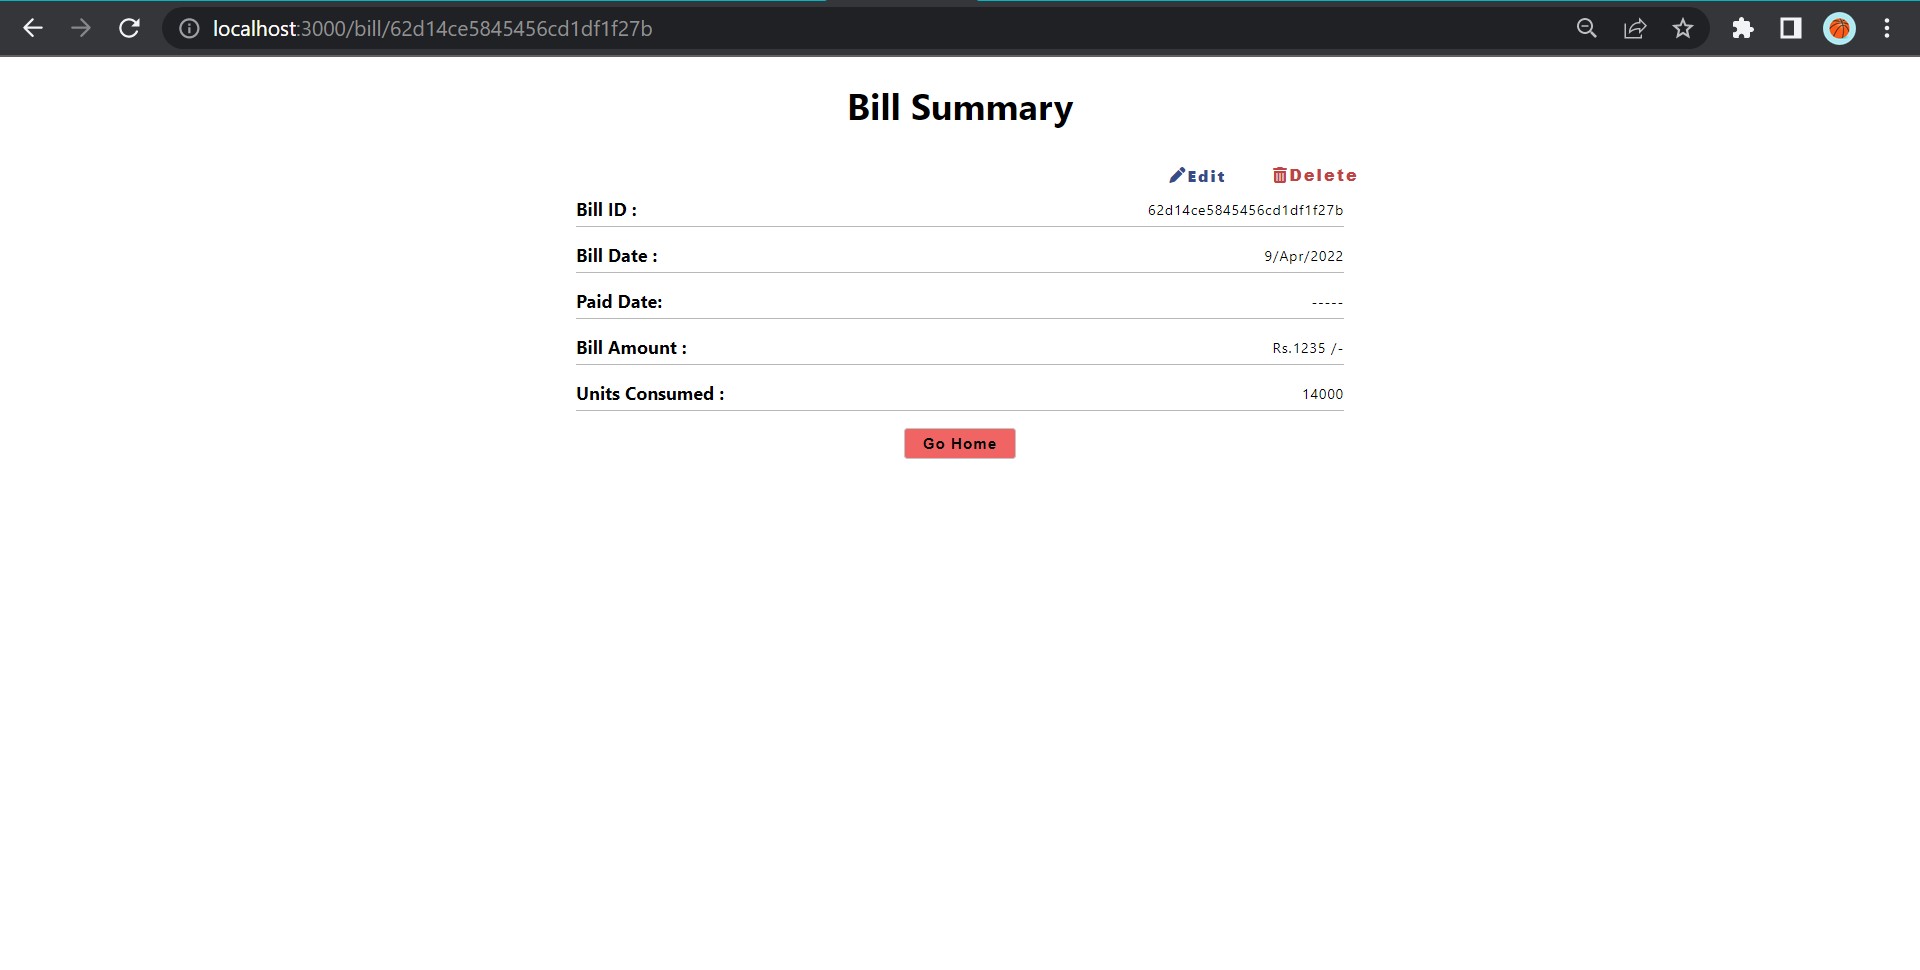 localhost:3000/bill/62d14ce5845456cd1df1f27b
Bill Summary
Edit Delete
Bill ID : 62d14ce5845456cd1df1f27b
Bill Date : 9/Apr/2022
Paid Date: -----
Bill Amount : Rs.1235 /-
Units Consumed : 14000
Go Home